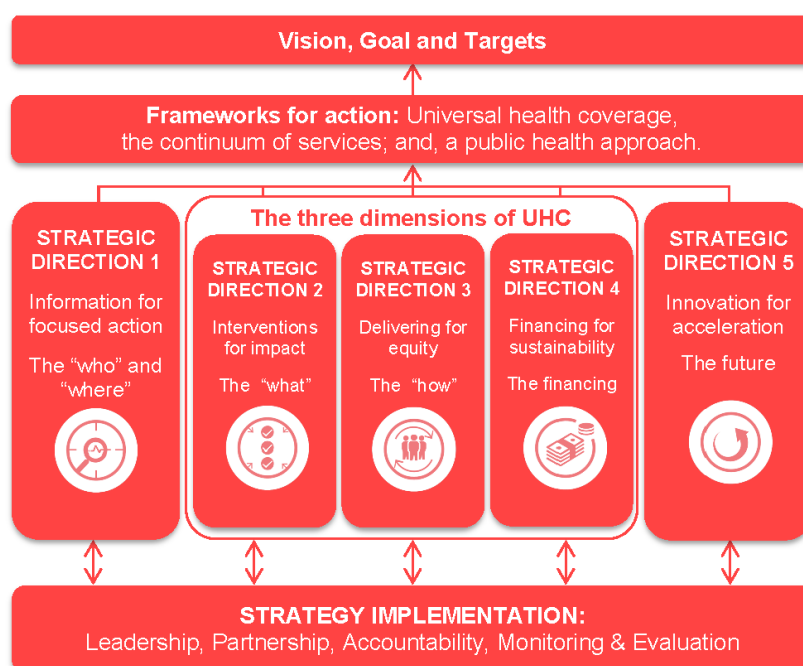 Vision, Goal and Targets
Frameworks for action: Universal health coverage,
the continuum of services; and, a public health approach.
The three dimensions of UHC
STRATEGIC
DIRECTION 1
Information for
focused action
The “who” and
“where”
STRATEGIC
DIRECTION 2
Interventions
for impact
The “what”
STRATEGIC
DIRECTION 3
Delivering for
equity
The “how”
STRATEGIC
DIRECTION 4
Financing for
sustainability
The financing
STRATEGIC
DIRECTION 5
Innovation for
acceleration
The future
STRATEGY IMPLEMENTATION:
Leadership, Partnership, Accountability, Monitoring & Evaluation